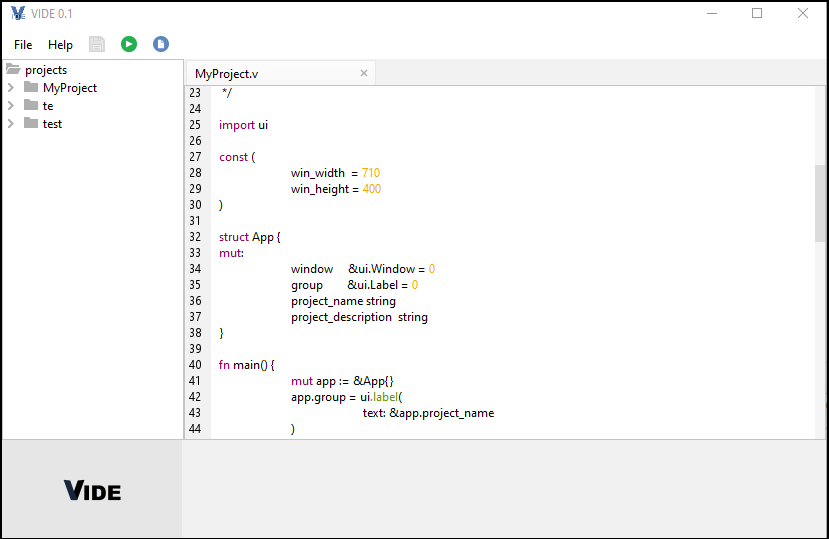 VIDE 0.1
File Help
projects
MyProject
te
test
MyProject.v
23 */
24
25 import ui
26
27 const (
28 win_width = 710
29 win_height = 400
30 )
31
32 struct App {
33 mut:
34 window &ui.Window = 0
35 group &ui.Label = 0
36 project_name string
37 project_description string
38 }
39
40 fn main() {
41 mut app := &App{}
42 app.group = ui.label(
43 text: &app.project_name
44 )
VIDE